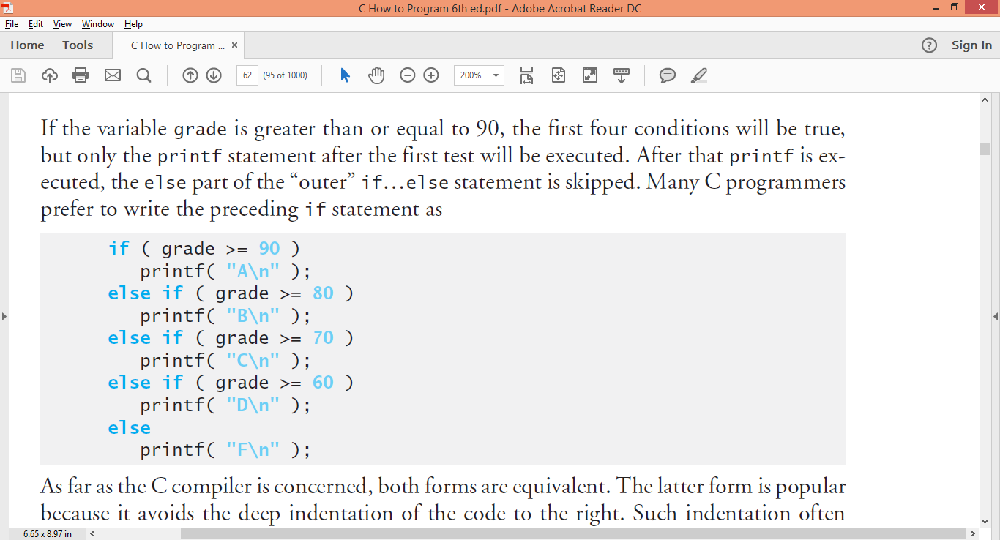 C How to Program 6th ed.pdf - Adobe Acrobat Reader DC
File Edit View Window Help
Home Tools C How to Program ... × ? Sign In
62 (95 of 1000) 200%
If the variable grade is greater than or equal to 90, the first four conditions will be true,
but only the printf statement after the first test will be executed. After that printf is ex-
ecuted, the else part of the “outer” if...else statement is skipped. Many C programmers
prefer to write the preceding if statement as
if ( grade >= 90 )
printf( "A\n" );
else if ( grade >= 80 )
printf( "B\n" );
else if ( grade >= 70 )
printf( "C\n" );
else if ( grade >= 60 )
printf( "D\n" );
else
printf( "F\n" );
As far as the C compiler is concerned, both forms are equivalent. The latter form is popular
because it avoids the deep indentation of the code to the right. Such indentation often
6.65 x 8.97 in